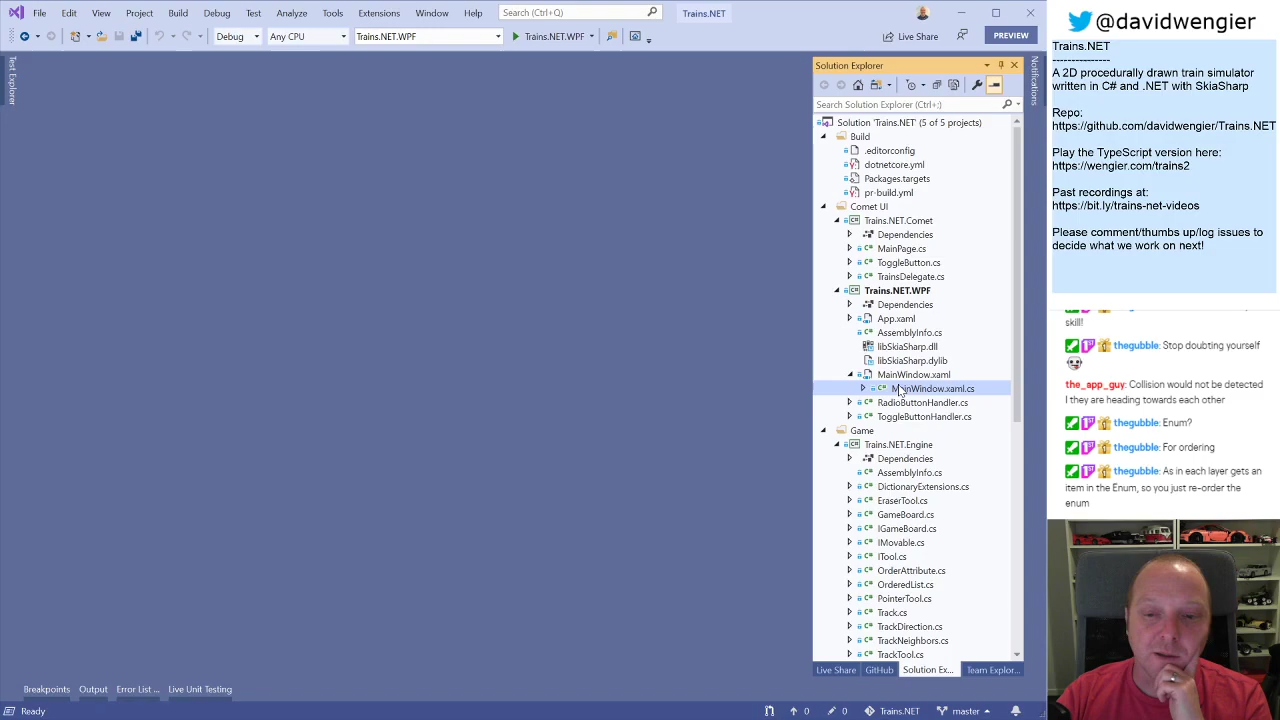 File Edit View Project Build Debug Test Analyze Tools Extensions Window Help Search (Ctrl+Q) Trains.NET
Debug Any CPU Trains.NET.WPF Trains.NET.WPF Live Share PREVIEW
Test Explorer
Solution Explorer
Search Solution Explorer (Ctrl+;)
Solution 'Trains.NET' (5 of 5 projects)
Build
.editorconfig
dotnetcore.yml
Packages.targets
pr-build.yml
Comet UI
Trains.NET.Comet
Dependencies
MainPage.cs
ToggleButton.cs
TrainsDelegate.cs
Trains.NET.WPF
Dependencies
App.xaml
AssemblyInfo.cs
libSkiaSharp.dll
libSkiaSharp.dylib
MainWindow.xaml
MainWindow.xaml.cs
RadioButtonHandler.cs
ToggleButtonHandler.cs
Game
Trains.NET.Engine
Dependencies
AssemblyInfo.cs
DictionaryExtensions.cs
EraserTool.cs
GameBoard.cs
IGameBoard.cs
IMovable.cs
ITool.cs
OrderAttribute.cs
OrderedList.cs
PointerTool.cs
Track.cs
TrackDirection.cs
TrackNeighbors.cs
TrackTool.cs
Live Share GitHub Solution Ex... Team Explor...
Notifications
Breakpoints Output Error List ... Live Unit Testing
Ready 0 0 Trains.NET master
@davidwengier
Trains.NET
---------------
A 2D procedurally drawn train simulator
written in C# and .NET with SkiaSharp
Repo:
https://github.com/davidwengier/Trains.NET
Play the TypeScript version here:
https://wengier.com/trains2
Past recordings at:
https://bit.ly/trains-net-videos
Please comment/thumbs up/log issues to
decide what we work on next!
skill!
thegubble: Stop doubting yourself
the_app_guy: Collision would not be detected
I they are heading towards each other
thegubble: Enum?
thegubble: For ordering
thegubble: As in each layer gets an
item in the Enum, so you just re-order the
enum